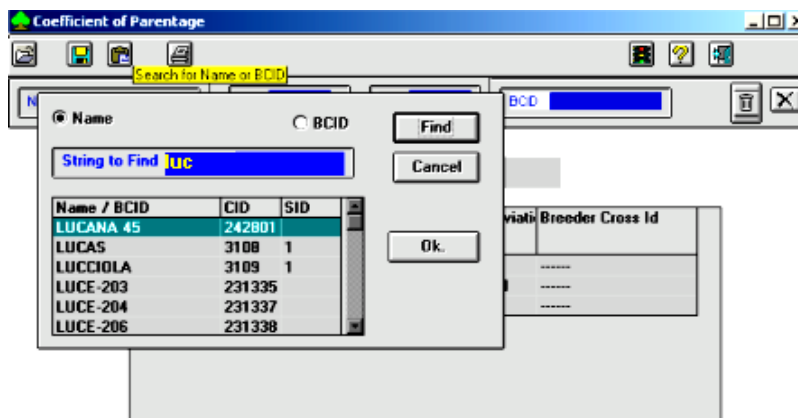 Coefficient of Parentage
Search for Name or BCID
N
BCID
Name
BCID
Find
String to Find luc
Cancel
Name / BCID CID SID
LUCANA 45 242801
LUCAS 3108 1
LUCCIOLA 3109 1
LUCE-203 231335
LUCE-204 231337
LUCE-206 231338
Ok.
viati Breeder Cross Id
------
------
------